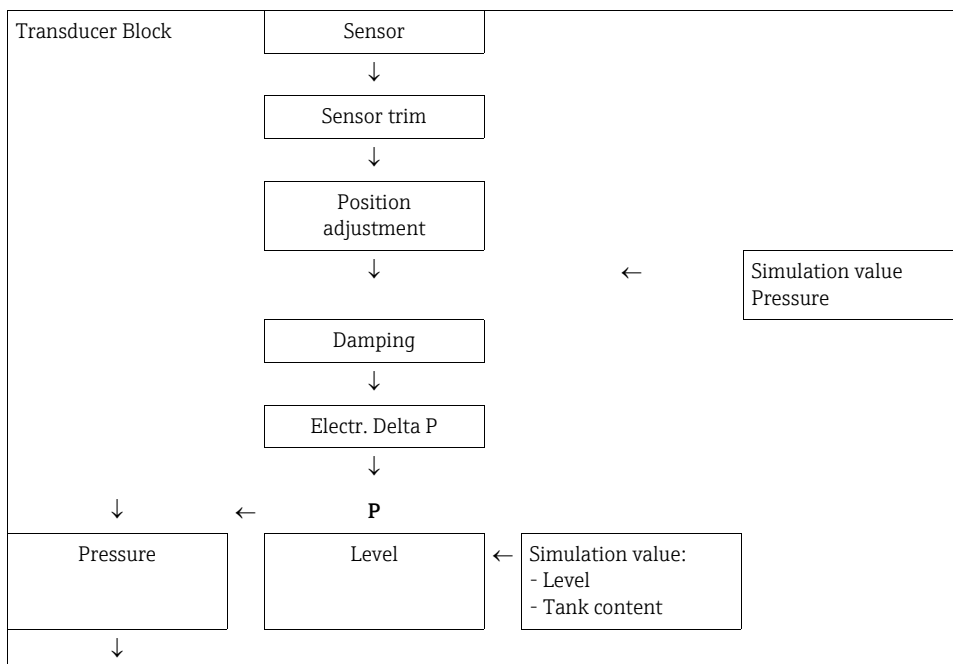 Transducer Block
Sensor
↓
Sensor trim
↓
Position
adjustment
↓
←
Simulation value
Pressure
Damping
↓
Electr. Delta P
↓
↓
←
P
Pressure
Level
←
Simulation value:
- Level
- Tank content
↓